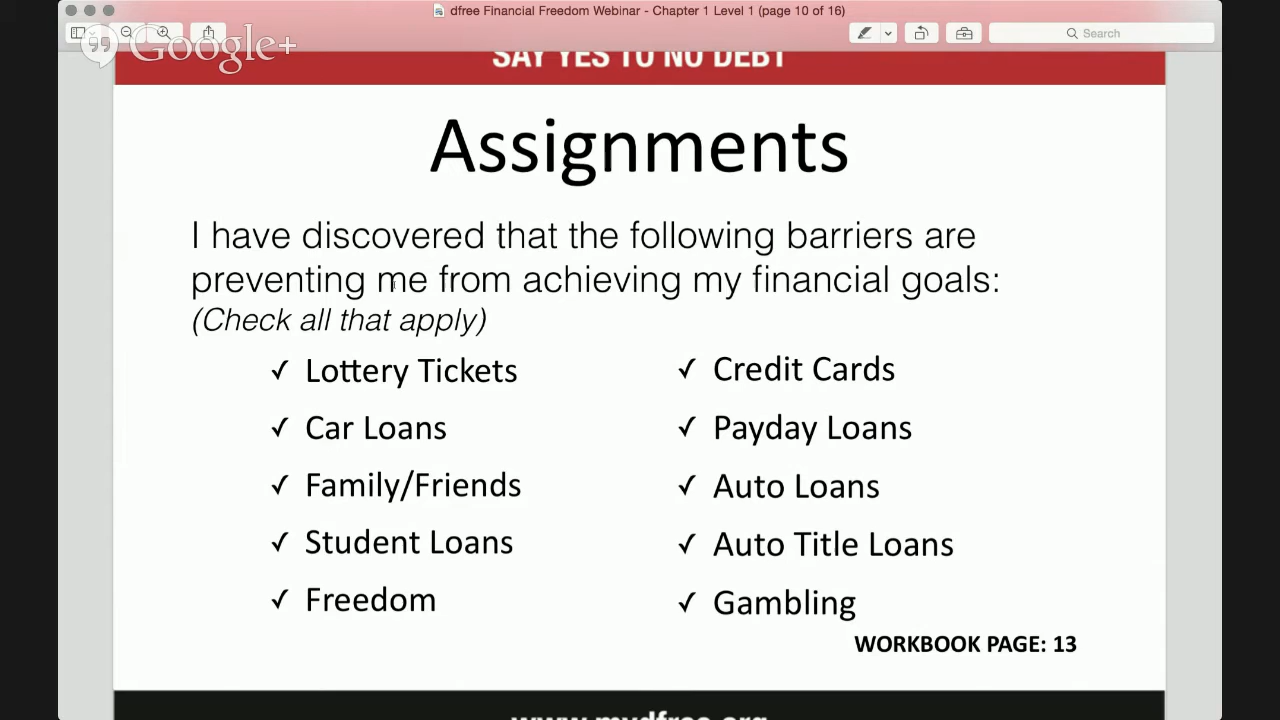 dfree Financial Freedom Webinar - Chapter 1 Level 1 (page 10 of 16)
Google+
Search
SAY YES TO NO DEBT
Assignments
I have discovered that the following barriers are
preventing me from achieving my financial goals:
(Check all that apply)
✓ Lottery Tickets
✓ Car Loans
✓ Family/Friends
✓ Student Loans
✓ Freedom
✓ Credit Cards
✓ Payday Loans
✓ Auto Loans
✓ Auto Title Loans
✓ Gambling
WORKBOOK PAGE: 13
www.mydfree.org